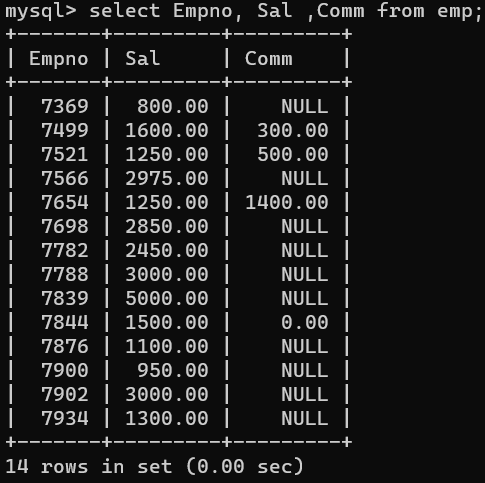 mysql> select Empno, Sal ,Comm from emp;
+-------+---------+---------+
| Empno | Sal     | Comm    |
+-------+---------+---------+
|  7369 |  800.00 |    NULL |
|  7499 | 1600.00 |  300.00 |
|  7521 | 1250.00 |  500.00 |
|  7566 | 2975.00 |    NULL |
|  7654 | 1250.00 | 1400.00 |
|  7698 | 2850.00 |    NULL |
|  7782 | 2450.00 |    NULL |
|  7788 | 3000.00 |    NULL |
|  7839 | 5000.00 |    NULL |
|  7844 | 1500.00 |    0.00 |
|  7876 | 1100.00 |    NULL |
|  7900 |  950.00 |    NULL |
|  7902 | 3000.00 |    NULL |
|  7934 | 1300.00 |    NULL |
+-------+---------+---------+
14 rows in set (0.00 sec)